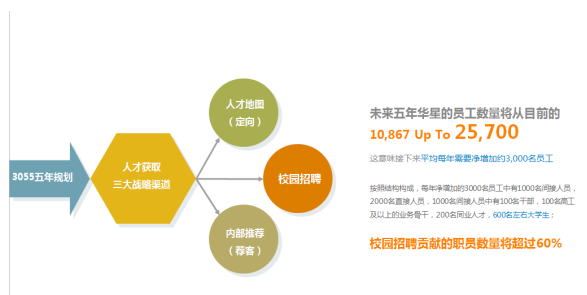 3055五年规划
人才获取
三大战略渠道
人才地图
（定向）
校园招聘
内部推荐
（荐客）
未来五年华星的员工数量将从目前的
10,867 Up To 25,700
这意味接下来平均每年需要净增加约3,000名员工
按照结构构成，每年净增加的3000名员工中有1000名间接人员，
2000名直接人员，1000名间接人员中有100名干部，100名高工
及以上的业务骨干，200名同业人才，600名左右大学生；
校园招聘贡献的职员数量将超过60%